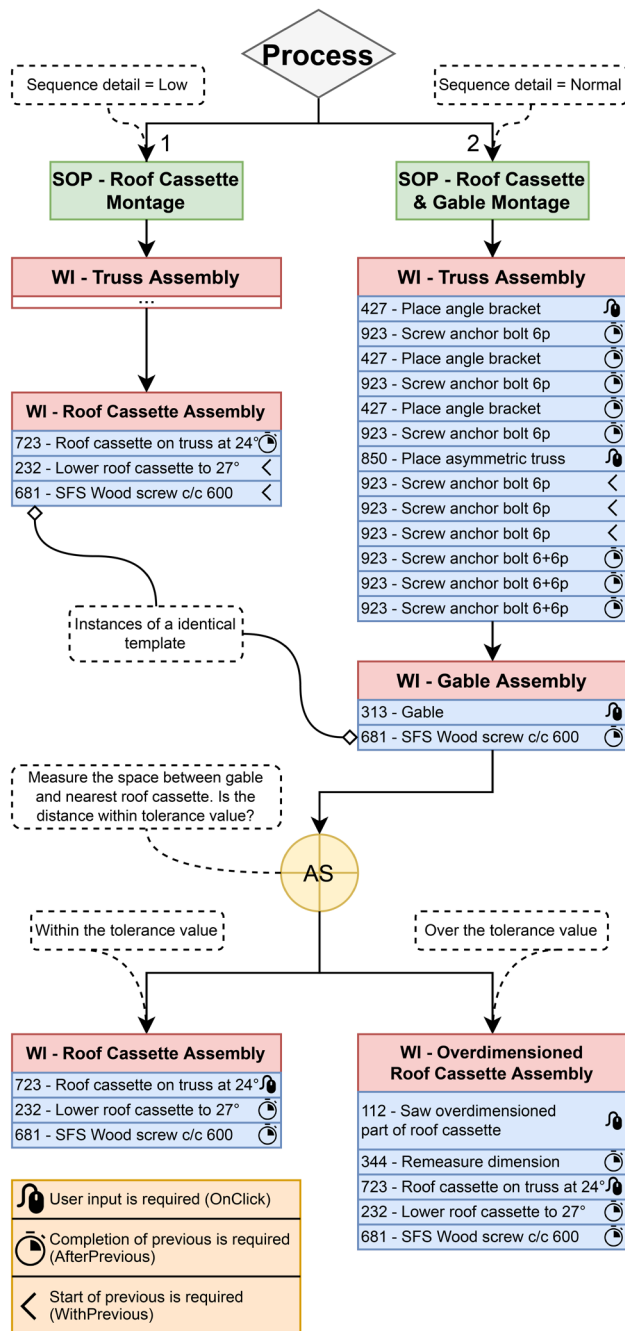 Process
Sequence detail = Low
Sequence detail = Normal
1
2
SOP - Roof Cassette
Montage
SOP - Roof Cassette
& Gable Montage
WI - Truss Assembly
...
WI - Roof Cassette Assembly
723 - Roof cassette on truss at 24°
232 - Lower roof cassette to 27°
681 - SFS Wood screw c/c 600
WI - Truss Assembly
427 - Place angle bracket
923 - Screw anchor bolt 6p
427 - Place angle bracket
923 - Screw anchor bolt 6p
427 - Place angle bracket
923 - Screw anchor bolt 6p
850 - Place asymmetric truss
923 - Screw anchor bolt 6p
923 - Screw anchor bolt 6p
923 - Screw anchor bolt 6p
923 - Screw anchor bolt 6+6p
923 - Screw anchor bolt 6+6p
923 - Screw anchor bolt 6+6p
Instances of a identical
template
WI - Gable Assembly
313 - Gable
681 - SFS Wood screw c/c 600
Measure the space between gable
and nearest roof cassette. Is the
distance within tolerance value?
AS
Within the tolerance value
Over the tolerance value
WI - Roof Cassette Assembly
723 - Roof cassette on truss at 24°
232 - Lower roof cassette to 27°
681 - SFS Wood screw c/c 600
WI - Overdimensioned
Roof Cassette Assembly
112 - Saw overdimensioned
part of roof cassette
344 - Remeasure dimension
723 - Roof cassette on truss at 24°
232 - Lower roof cassette to 27°
681 - SFS Wood screw c/c 600
User input is required (OnClick)
Completion of previous is required
(AfterPrevious)
Start of previous is required
(WithPrevious)